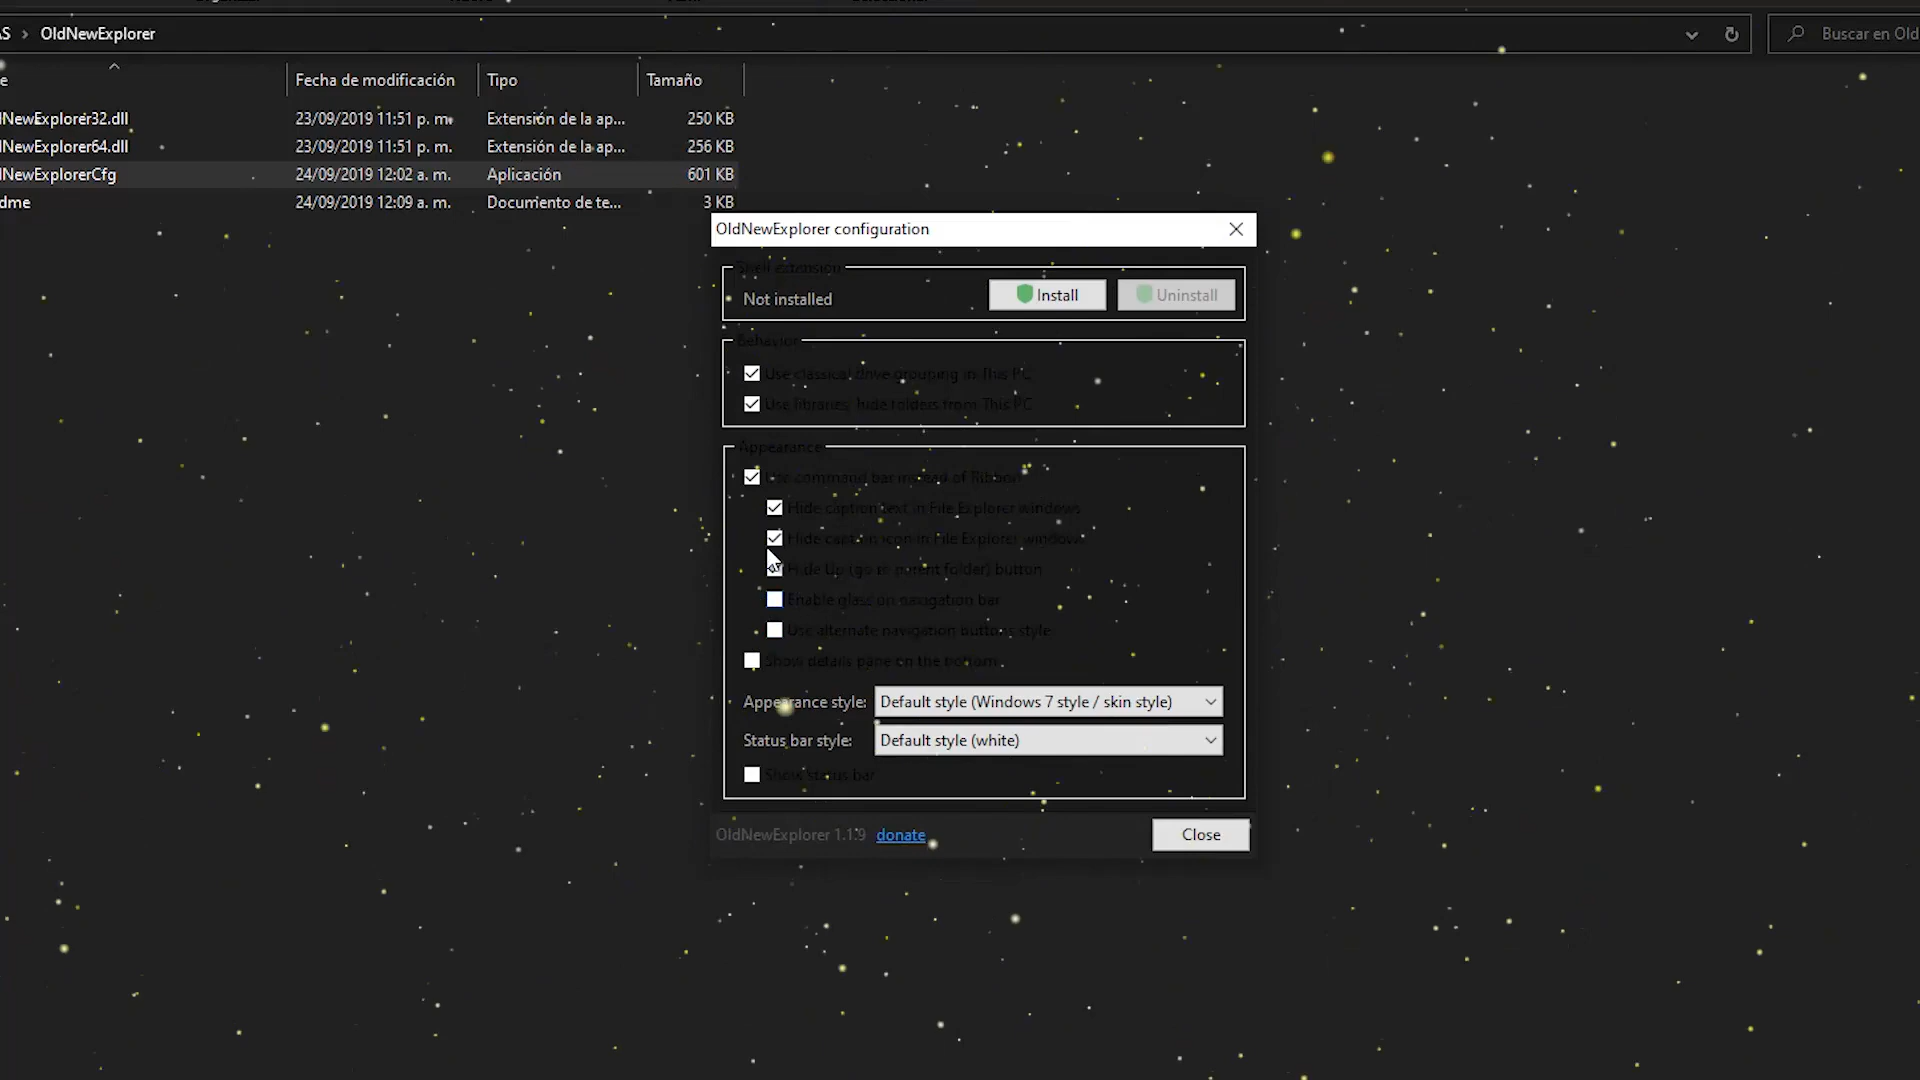 OldNewExplorer
Buscar en Old
Fecha de modificación Tipo Tamaño
lNewExplorer32.dll 23/09/2019 11:51 p. m. Extensión de la ap... 250 KB
lNewExplorer64.dll 23/09/2019 11:51 p. m. Extensión de la ap... 256 KB
lNewExplorerCfg 24/09/2019 12:02 a. m. Aplicación 601 KB
dme 24/09/2019 12:09 a. m. Documento de te... 3 KB
OldNewExplorer configuration
Shell extension
Not installed Install Uninstall
Behavior
Use classical drive grouping in This PC
Use libraries, hide folders from This PC
Appearance
Use command bar instead of Ribbon
Hide caption text in File Explorer windows
Hide caption icon in File Explorer windows
Hide Up (go to parent folder) button
Enable glass on navigation bar
Use alternate navigation buttons style
Show details pane on the bottom
Appearance style: Default style (Windows 7 style / skin style)
Status bar style: Default style (white)
Show status bar
OldNewExplorer 1.1.9 donate Close